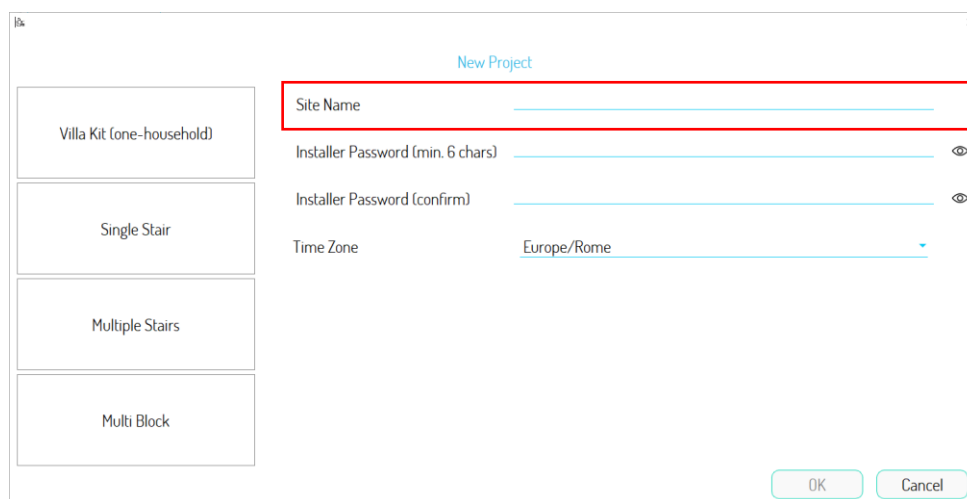 New Project
Villa Kit (one-household)
Single Stair
Multiple Stairs
Multi Block
Site Name
Installer Password (min. 6 chars)
Installer Password (confirm)
Time Zone Europe/Rome
OK Cancel